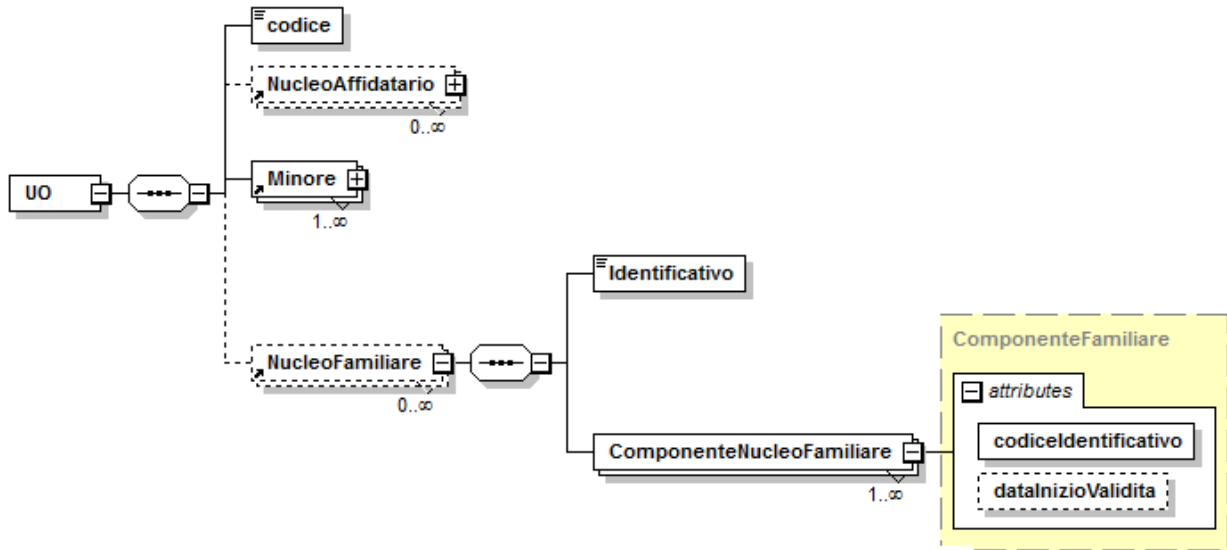 codice
NucleoAffidatario
0..∞
UO
Minore
1..∞
Identificativo
NucleoFamiliare
0..∞
ComponenteFamiliare
attributes
codiceIdentificativo
ComponenteNucleoFamiliare
1..∞
dataInizioValidita